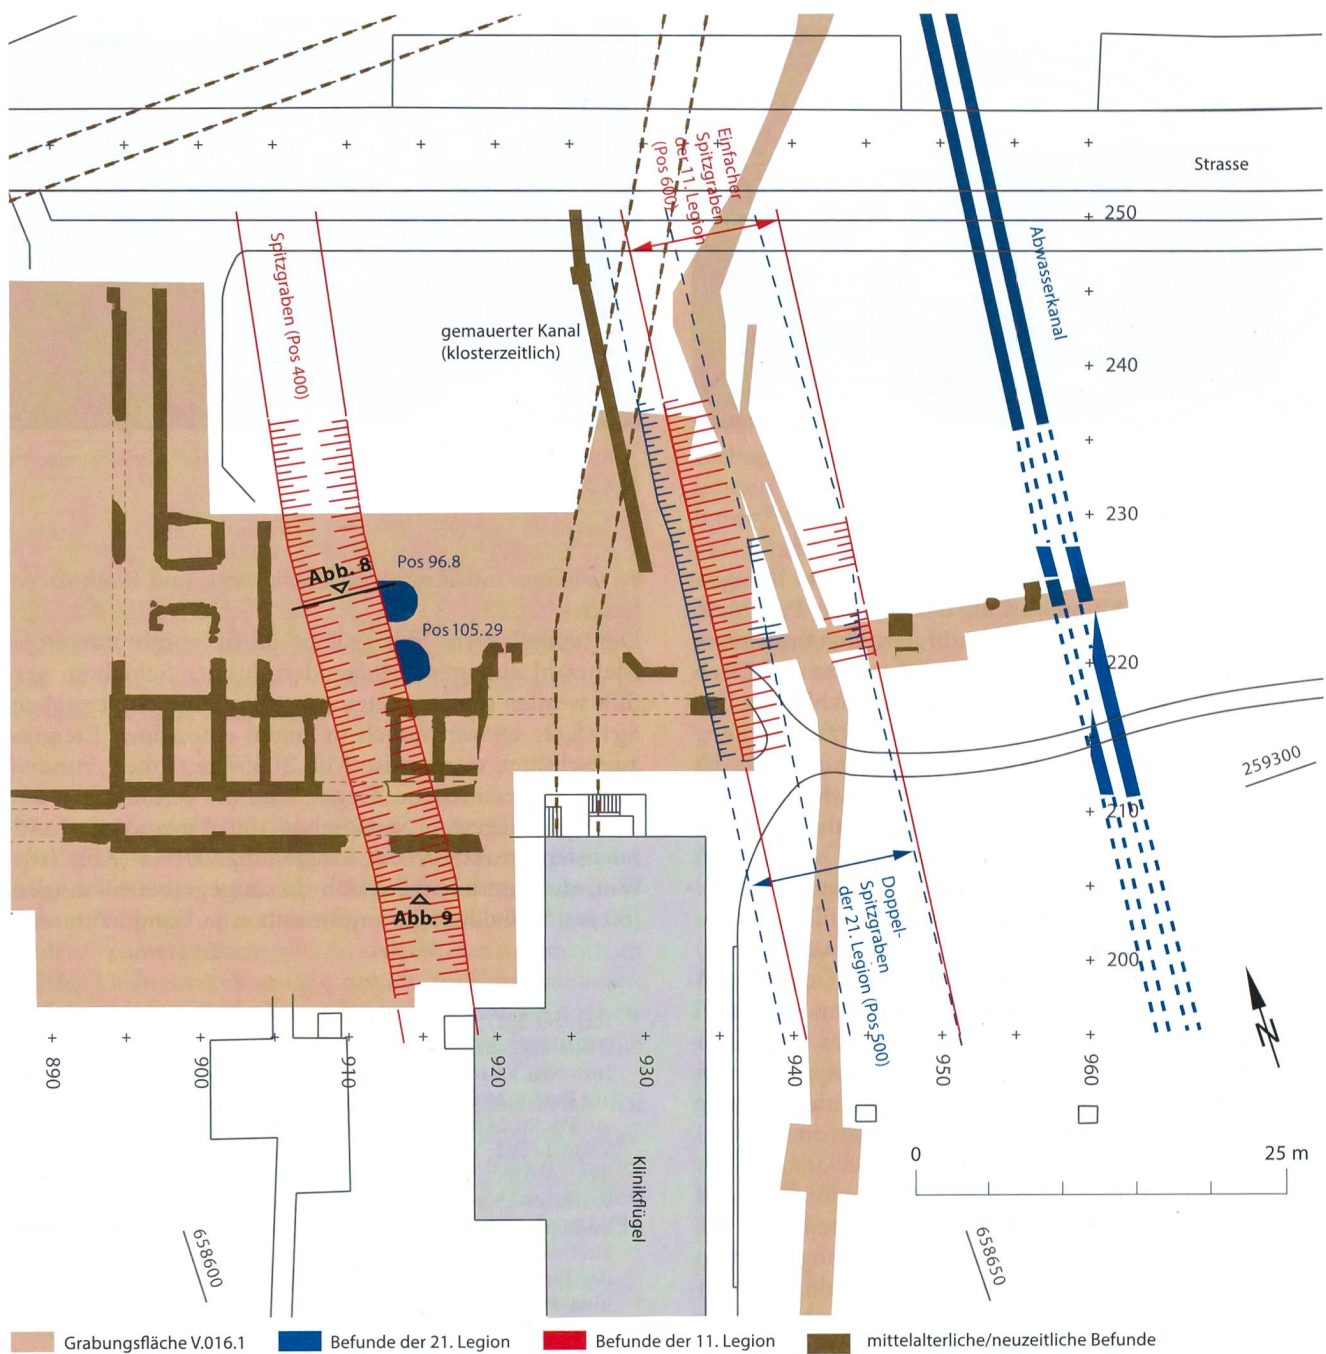 Strasse
Einfacher
Spitzgraben
der 11. Legion
(Pos 600)
250
Spitzgraben (Pos 400)
Abwasserkanal
gemauerter Kanal
(klosterzeitlich)
240
230
Abb. 8
Pos 96.8
Pos 105.29
220
259300
210
Doppel-
Spitzgraben
der 21. Legion (Pos 500)
Abb. 9
200
N
890
900
910
920
930
940
950
960
0
25 m
Klinikflügel
658600
658650
Grabungsfläche V.016.1
Befunde der 21. Legion
Befunde der 11. Legion
mittelalterliche/neuzeitliche Befunde